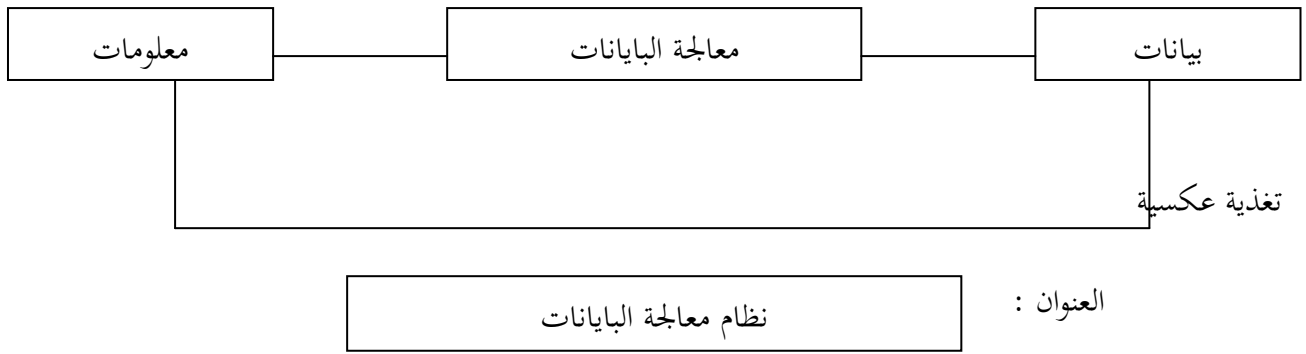 بيانات
معالجة البايانات
معلومات
تغذية عكسية
العنوان :
نظام معالجة البايانات